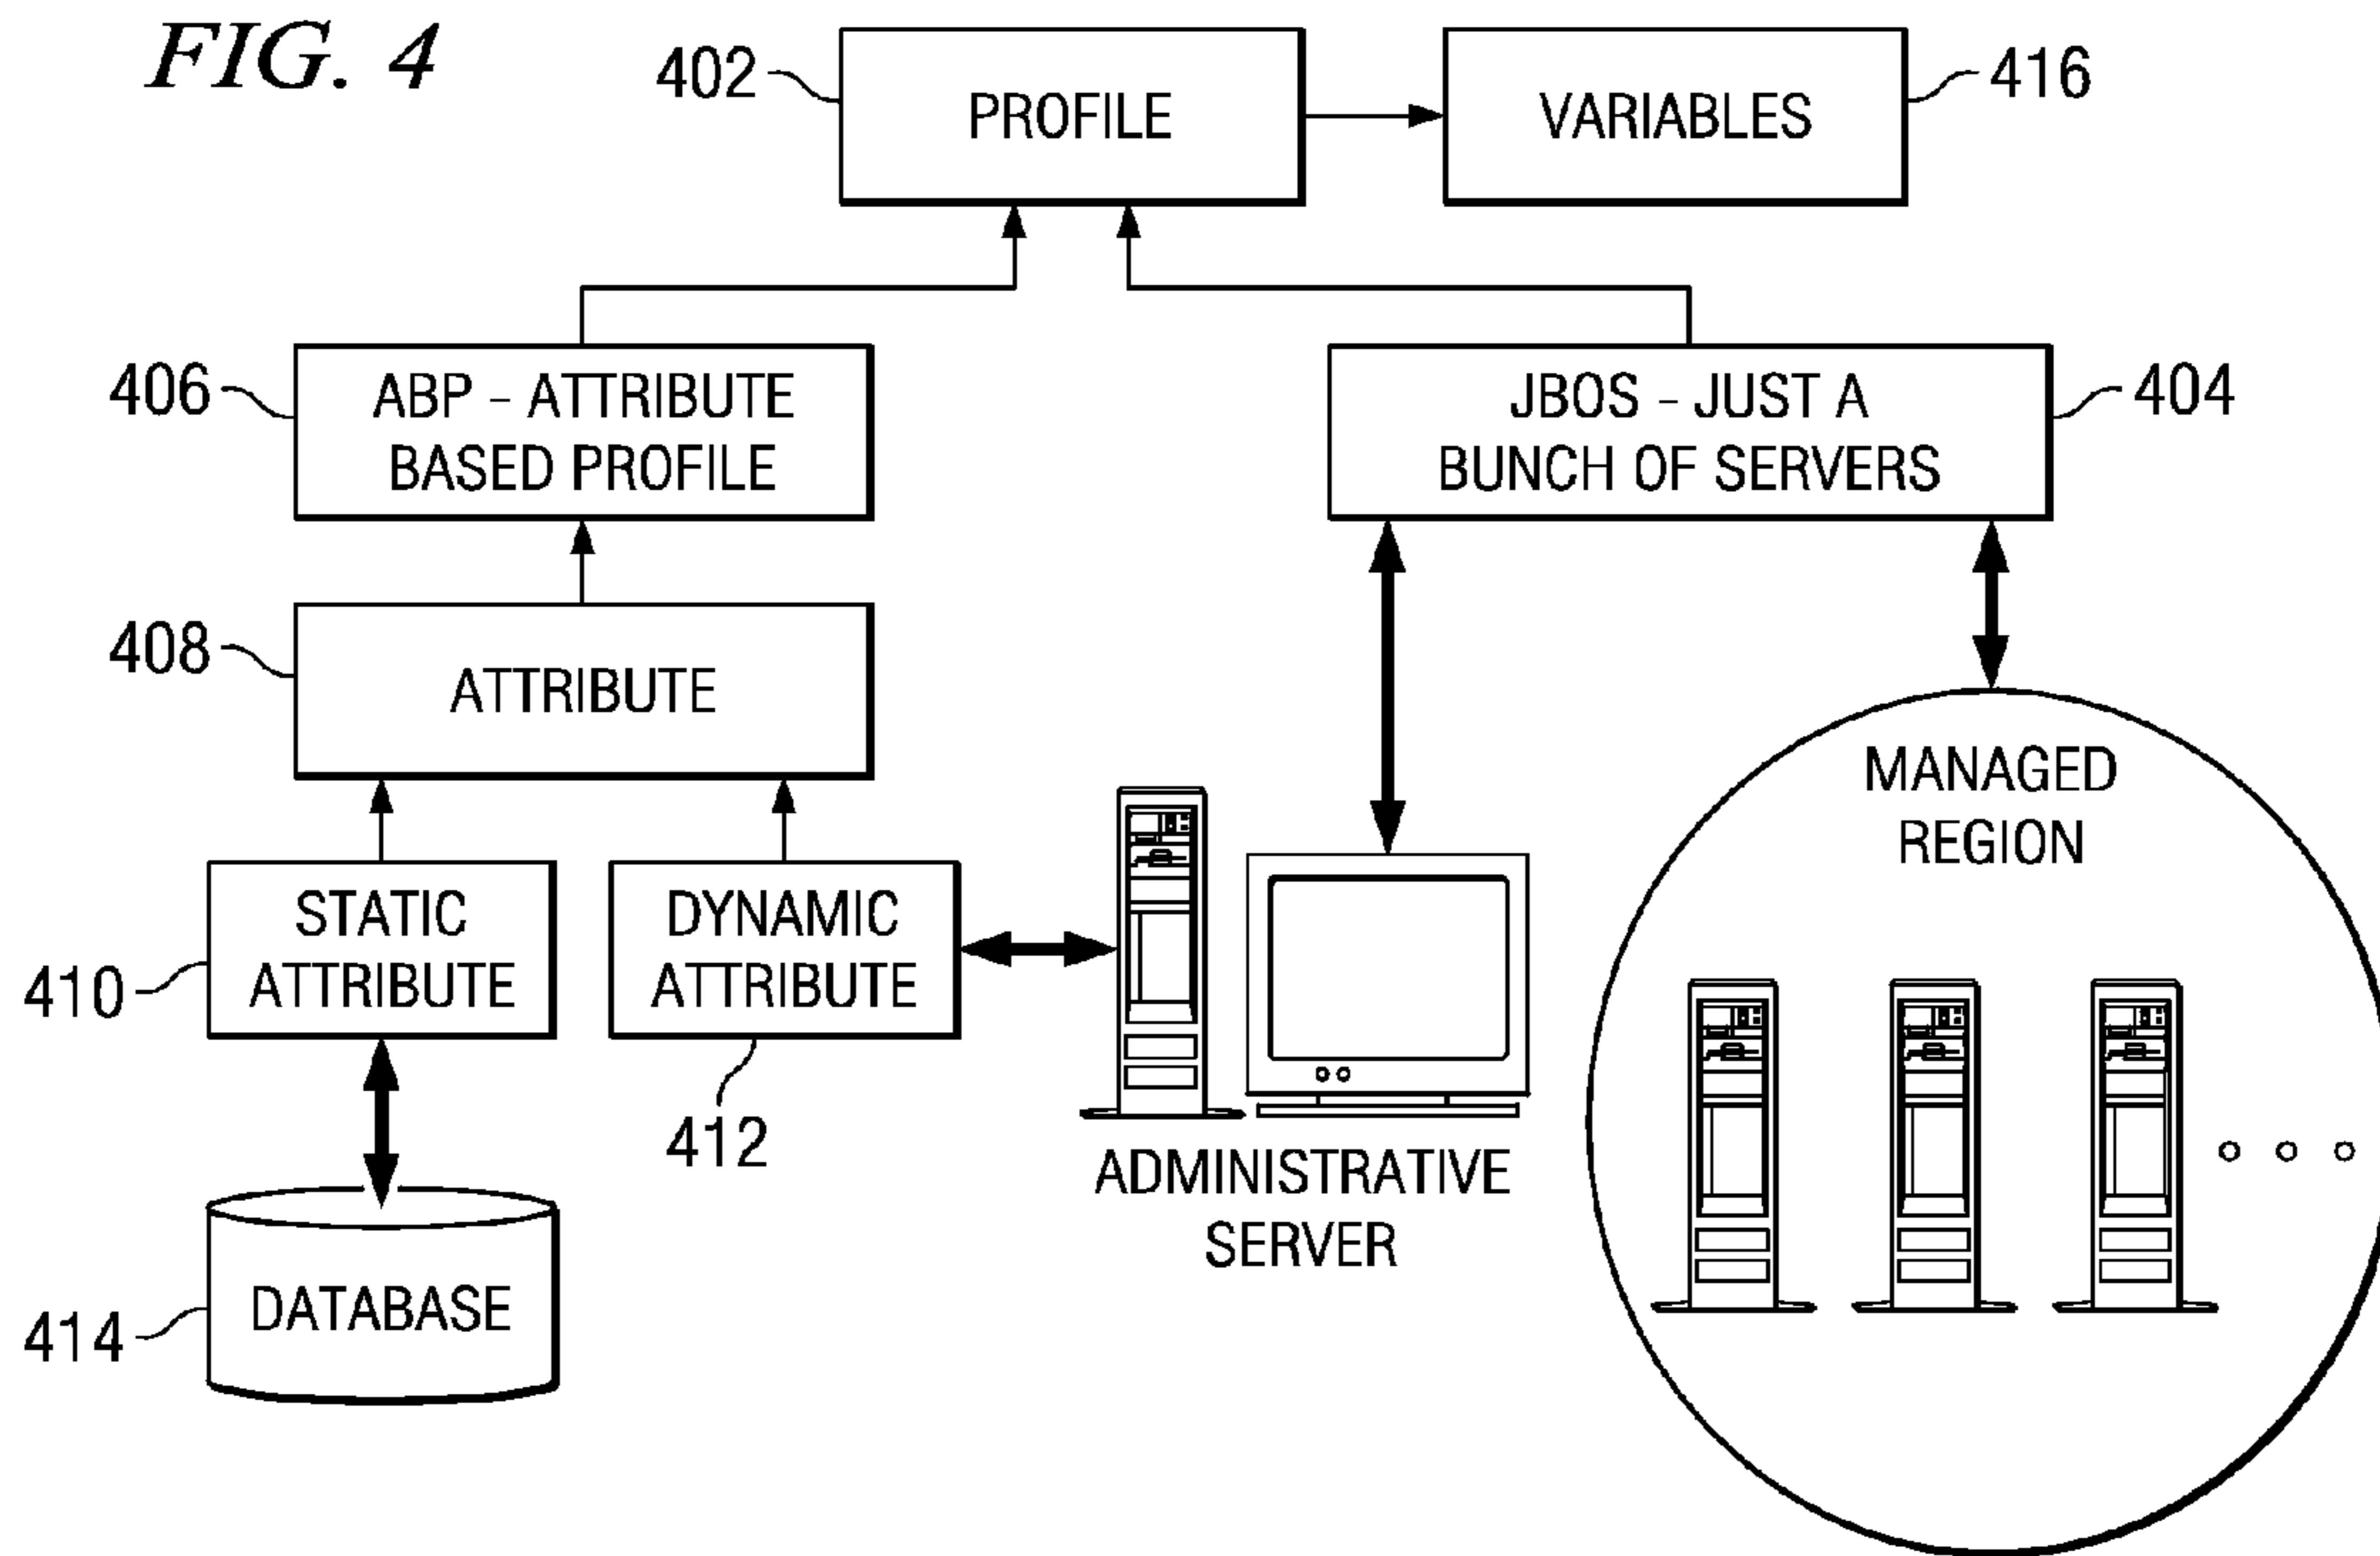 FIG. 4
402
PROFILE
VARIABLES
416
406
ABP - ATTRIBUTE
BASED PROFILE
JBOS - JUST A
BUNCH OF SERVERS
404
408
ATTRIBUTE
MANAGED
REGION
410
STATIC
ATTRIBUTE
DYNAMIC
ATTRIBUTE
412
ADMINISTRATIVE
SERVER
414
DATABASE